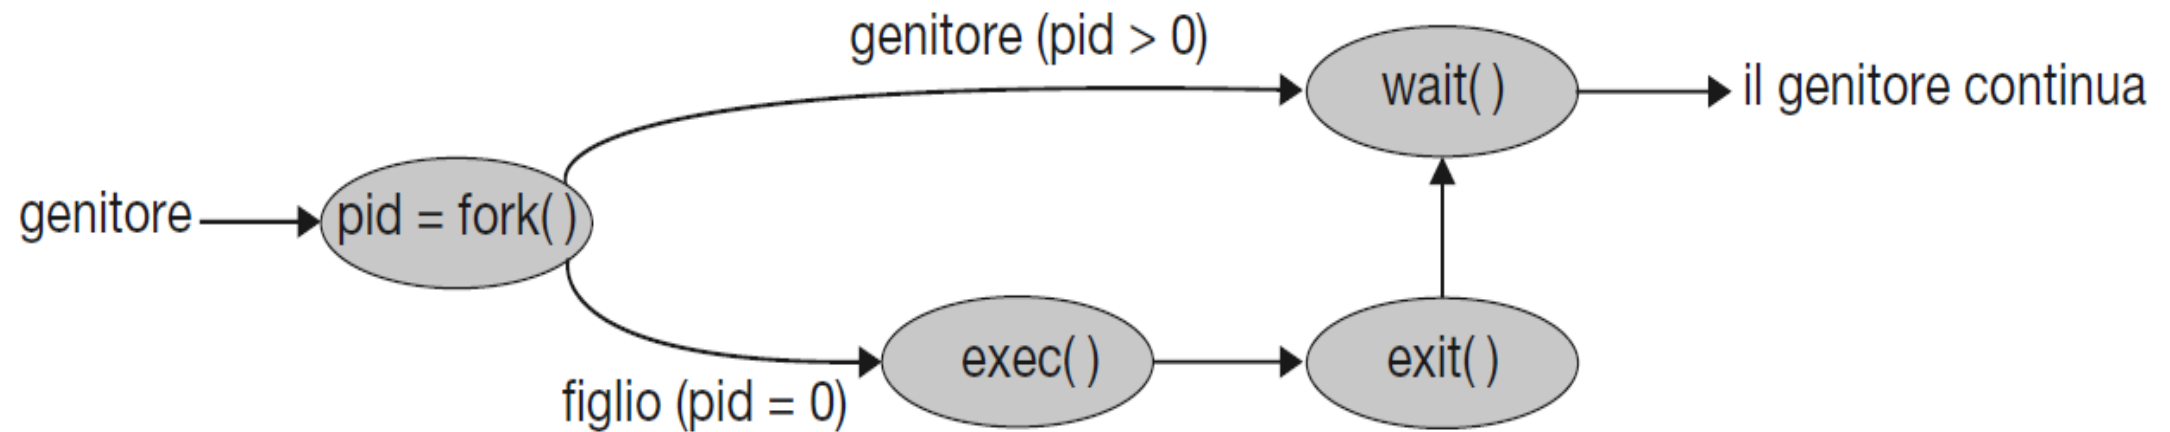 genitore (pid > 0)
wait( )
il genitore continua
genitore
pid = fork( )
exec( )
exit( )
figlio (pid = 0)